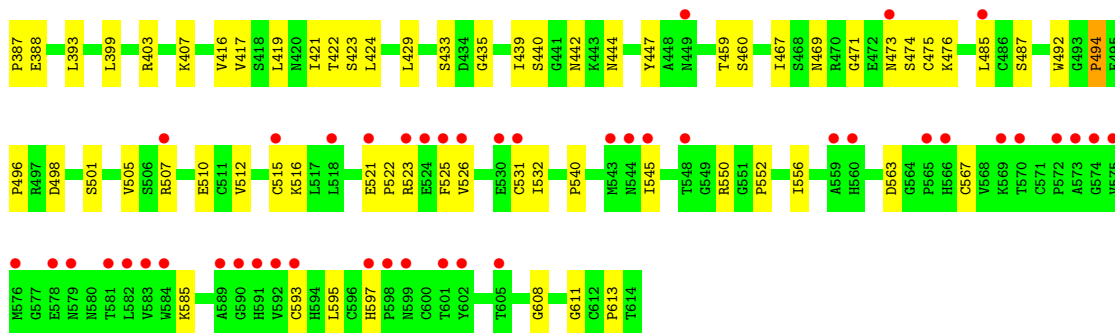 P387 E388 L393 L399 R403 K407 V416 V417 S418 L419 N420 I421 T422 S423 L424 L429 S433 D434 G435 I439 S440 G441 N442 K443 N444 Y447 A448 N449 T459 S460 I467 S468 N469 R470 G471 E472 N473 S474 C475 K476 L485 C486 S487 W492 G493 P494
P496 R497 D498 S501 V505 S506 R507 E510 C511 V512 C515 K516 L517 L518 E521 P522 R523 E524 F525 V526 E530 C531 I532 P540 M543 N544 I545 T548 G549 R550 G551 P552 I556 A559 H560 D563 G564 P565 H566 C567 V568 K569 T570 C571 P572 A573 G574
M576 G577 E578 N579 N580 T581 L582 V583 W584 K585 A589 G590 H591 V592 C593 H594 L595 C596 H597 P598 N599 C600 T601 Y602 T605 G608 G611 C612 P613 T614